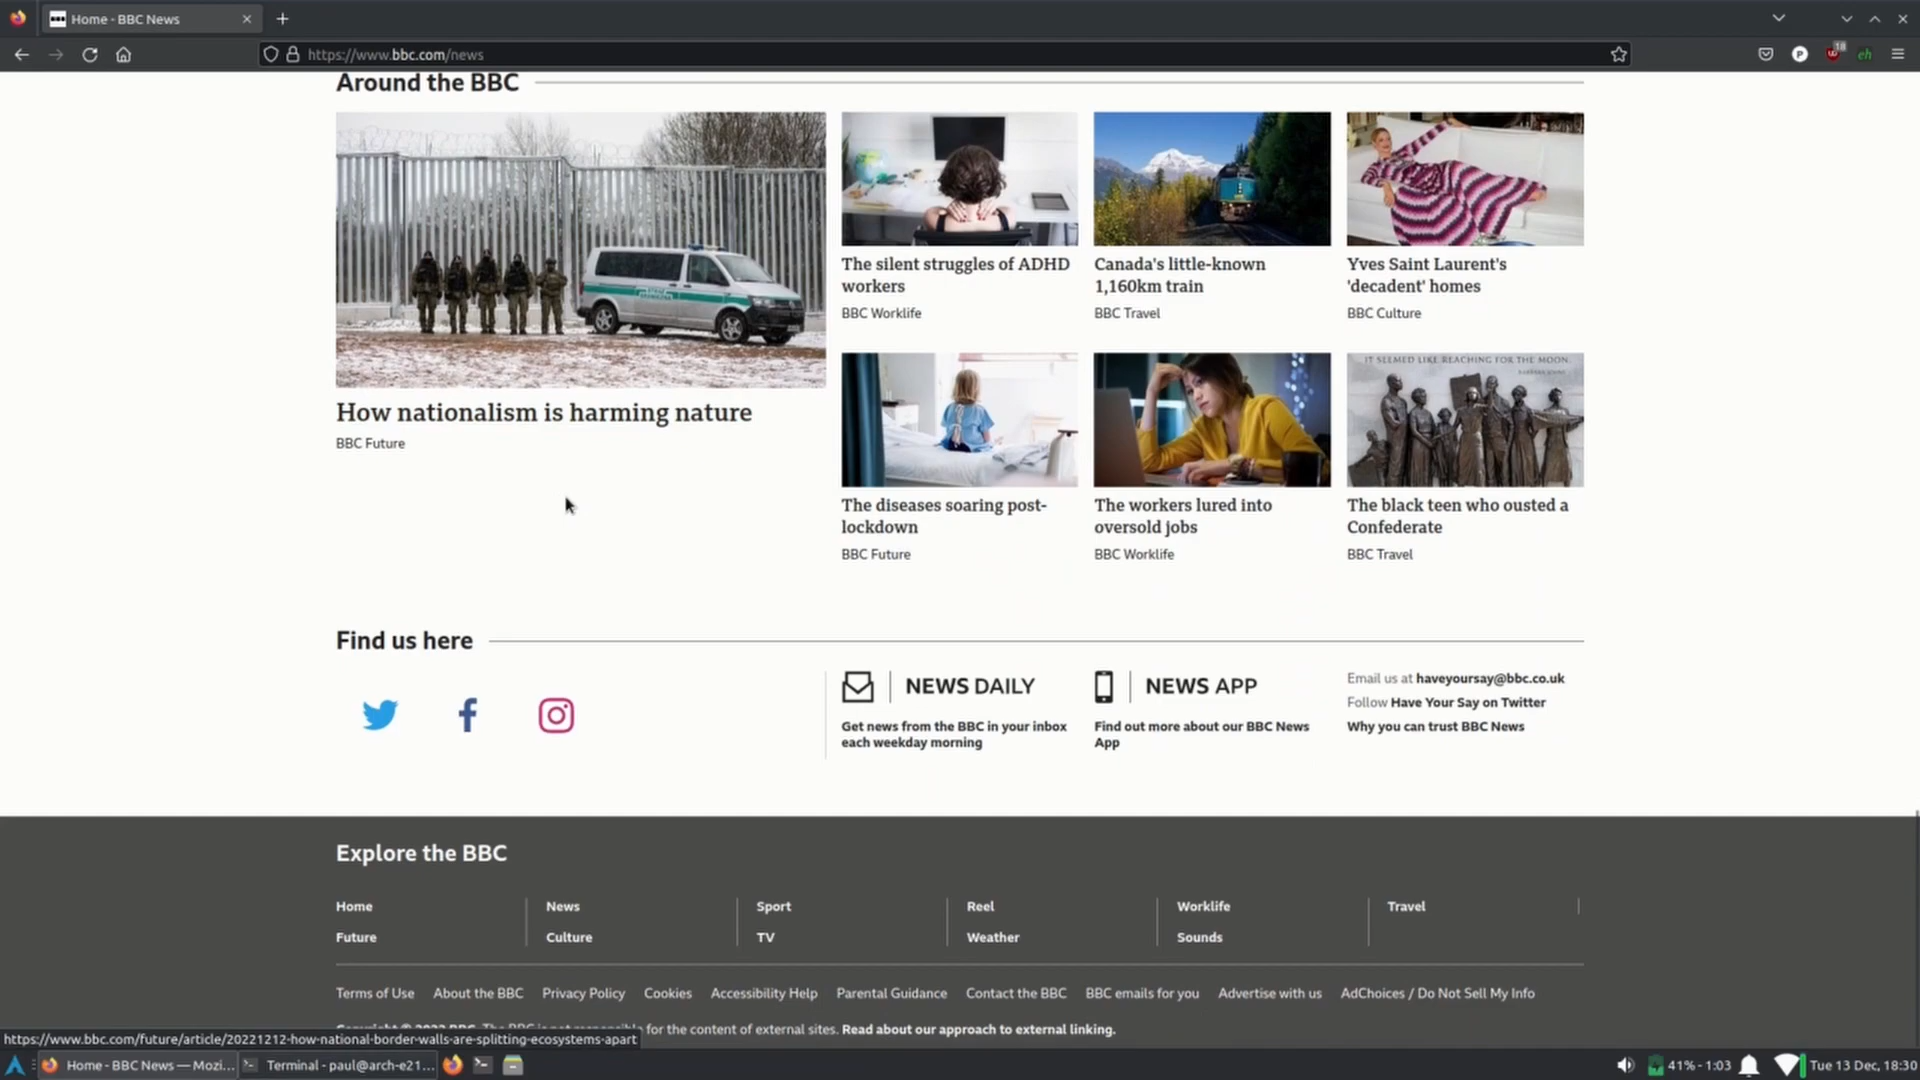 Home - BBC News
https://www.bbc.com/news
18
Around the BBC
How nationalism is harming nature
BBC Future
The silent struggles of ADHD
workers
BBC Worklife
Canada's little-known
1,160km train
BBC Travel
Yves Saint Laurent's
'decadent' homes
BBC Culture
The diseases soaring post-
lockdown
BBC Future
The workers lured into
oversold jobs
BBC Worklife
IT SEEMED LIKE REACHING FOR THE MOON.
The black teen who ousted a
Confederate
BBC Travel
Find us here
NEWS DAILY
Get news from the BBC in your inbox
each weekday morning
NEWS APP
Find out more about our BBC News
App
Email us at haveyoursay@bbc.co.uk
Follow Have Your Say on Twitter
Why you can trust BBC News
Explore the BBC
Home News Sport Reel Worklife Travel
Future Culture TV Weather Sounds
Terms of Use About the BBC Privacy Policy Cookies Accessibility Help Parental Guidance Contact the BBC BBC emails for you Advertise with us AdChoices / Do Not Sell My Info
Copyright © 2022 BBC. The BBC is not responsible for the content of external sites. Read about our approach to external linking.
https://www.bbc.com/future/article/20221212-how-national-border-walls-are-splitting-ecosystems-apart
Home - BBC News — Mozi... Terminal - paul@arch-e21... 41% - 1:03 Tue 13 Dec, 18:30